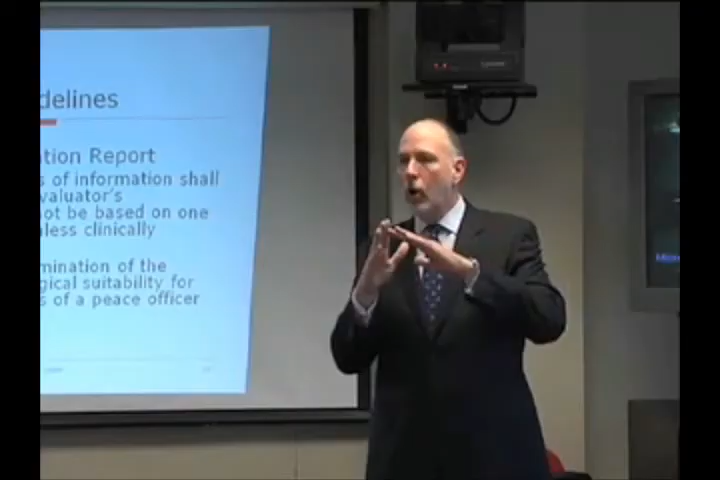 delines
tion Report
s of information shall
valuator's
ot be based on one
less clinically
mination of the
gical suitability for
s of a peace officer